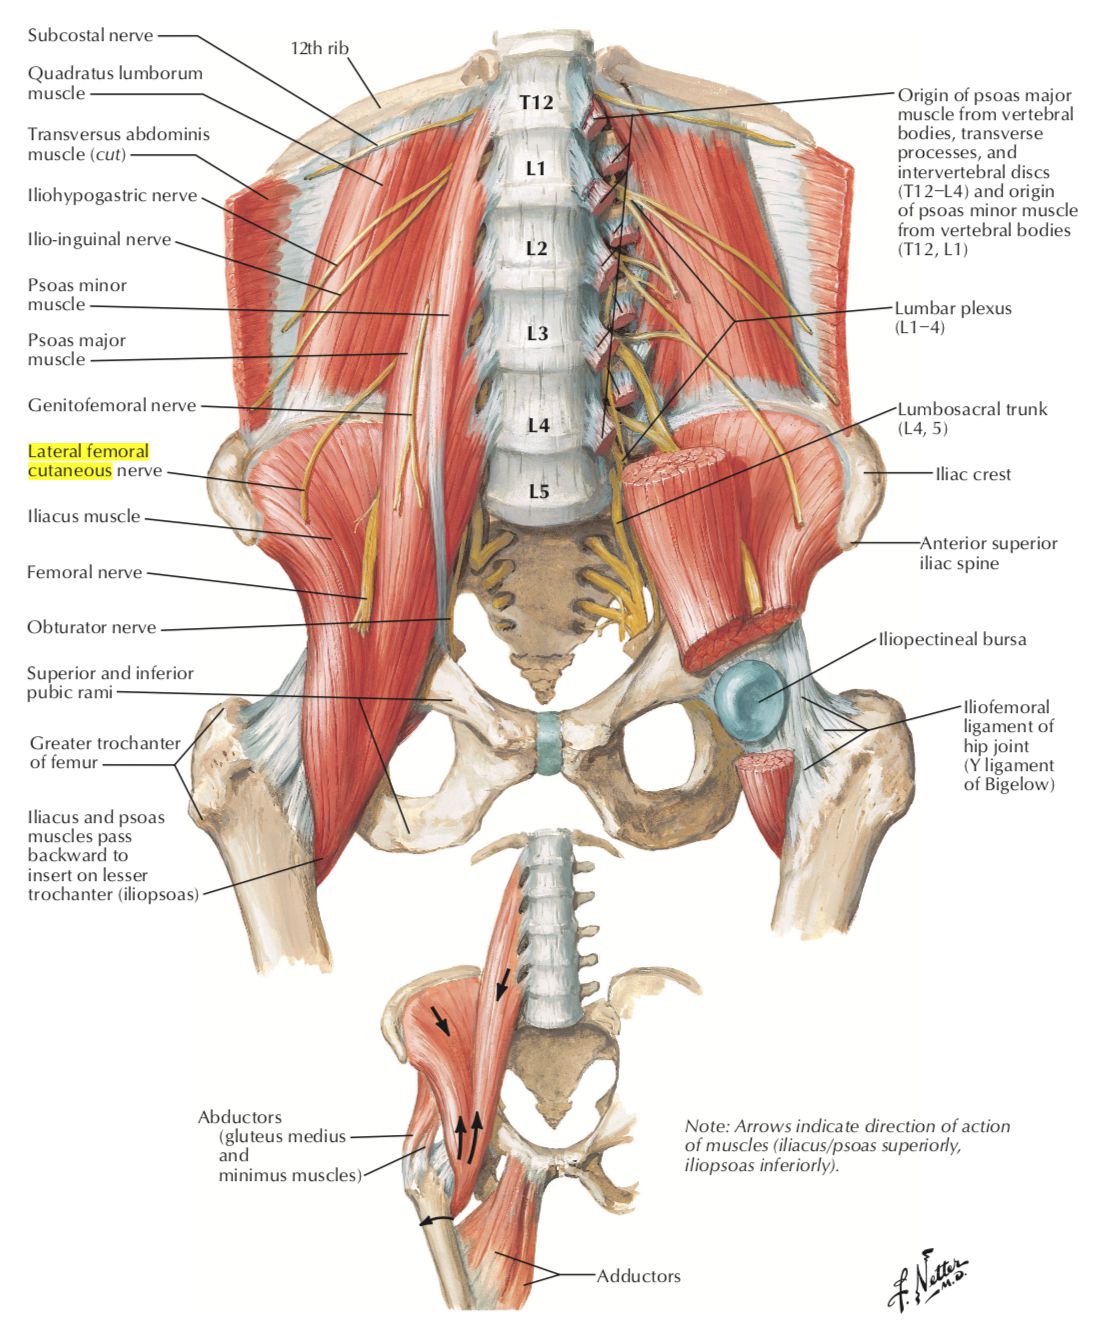 Subcostal nerve
12th rib
Quadratus lumborum
muscle
Transversus abdominis
muscle (cut)
Iliohypogastric nerve
Ilio-inguinal nerve
Psoas minor
muscle
Psoas major
muscle
Genitofemoral nerve
Lateral femoral
cutaneous nerve
Iliacus muscle
Femoral nerve
Obturator nerve
Superior and inferior
pubic rami
Greater trochanter
of femur
Iliacus and psoas
muscles pass
backward to
insert on lesser
trochanter (iliopsoas)
T12
L1
L2
L3
L4
L5
Origin of psoas major
muscle from vertebral
bodies, transverse
processes, and
intervertebral discs
(T12–L4) and origin
of psoas minor muscle
from vertebral bodies
(T12, L1)
Lumbar plexus
(L1–4)
Lumbosacral trunk
(L4, 5)
Iliac crest
Anterior superior
iliac spine
Iliopectineal bursa
Iliofemoral
ligament of
hip joint
(Y ligament
of Bigelow)
Abductors
(gluteus medius
and
minimus muscles)
Note: Arrows indicate direction of action
of muscles (iliacus/psoas superiorly,
iliopsoas inferiorly).
Adductors
F. Netter
M.D.